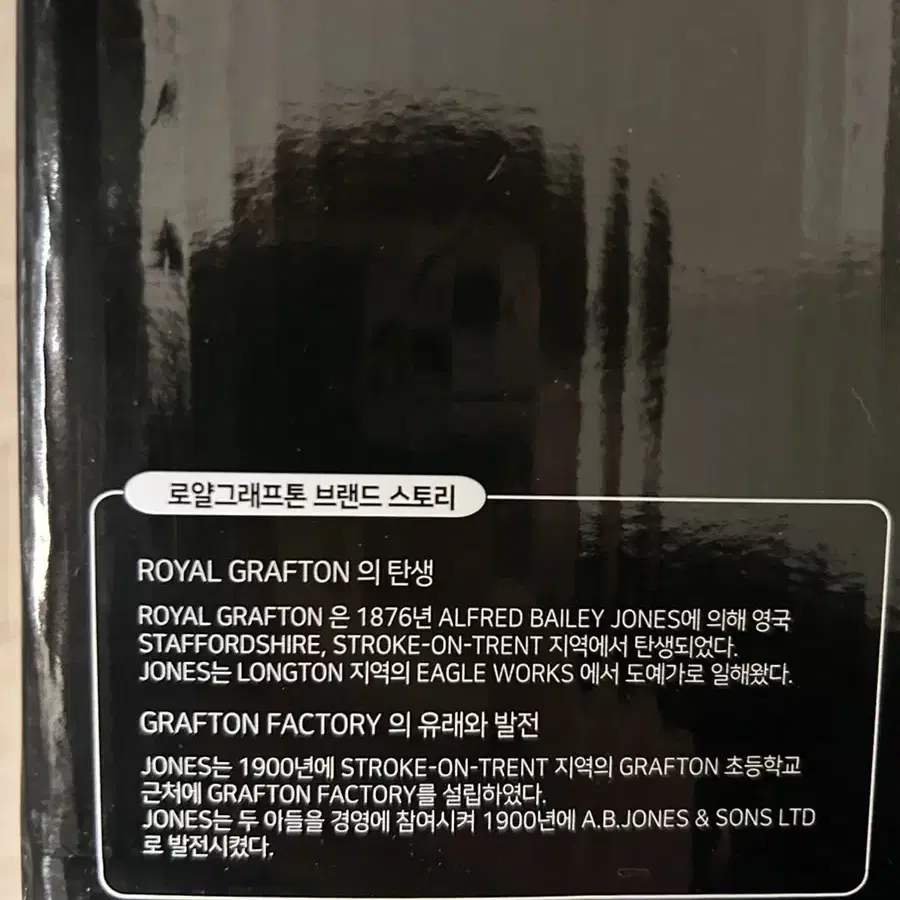 로얄그래프톤 브랜드 스토리
ROYAL GRAFTON 의 탄생
ROYAL GRAFTON 은 1876년 ALFRED BAILEY JONES에 의해 영국
STAFFORDSHIRE, STROKE-ON-TRENT 지역에서 탄생되었다.
JONES는 LONGTON 지역의 EAGLE WORKS 에서 도예가로 일해왔다.
GRAFTON FACTORY 의 유래와 발전
JONES는 1900년에 STROKE-ON-TRENT 지역의 GRAFTON 초등학교
근처에 GRAFTON FACTORY를 설립하였다.
JONES는 두 아들을 경영에 참여시켜 1900년에 A.B.JONES & SONS LTD
로 발전시켰다.